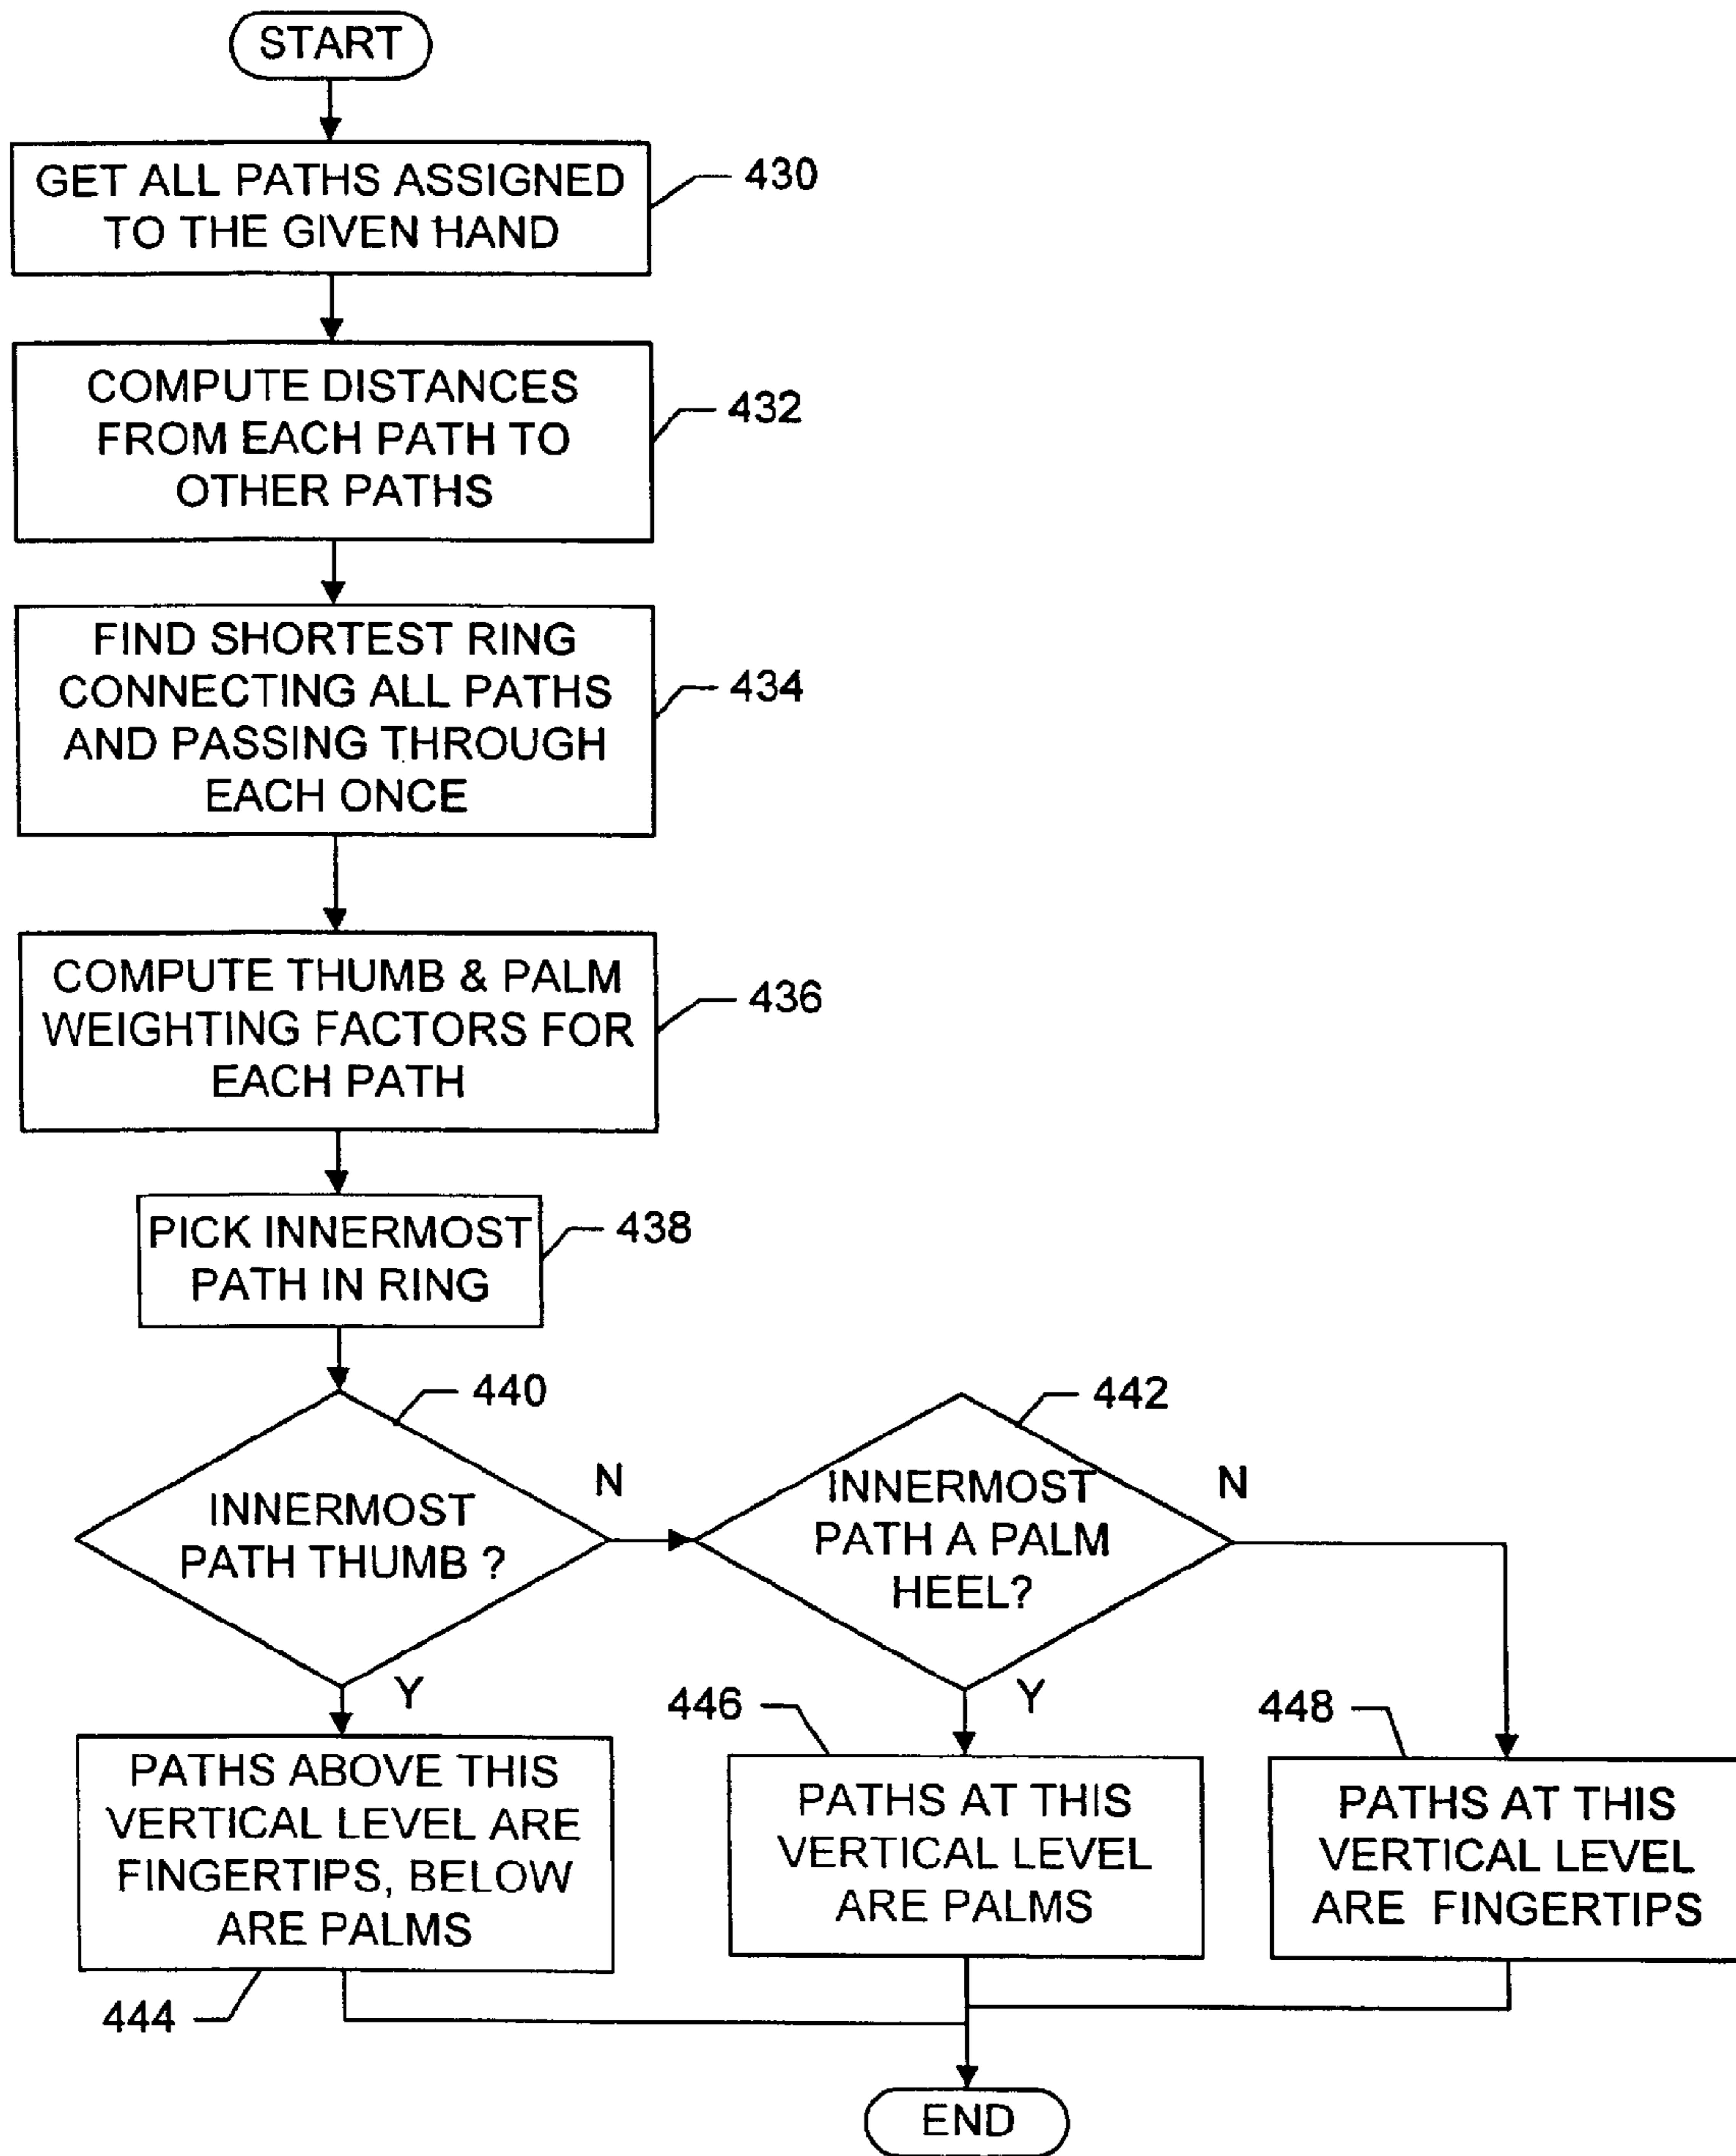 START
GET ALL PATHS ASSIGNED
TO THE GIVEN HAND
430
COMPUTE DISTANCES
FROM EACH PATH TO
OTHER PATHS
432
FIND SHORTEST RING
CONNECTING ALL PATHS
AND PASSING THROUGH
EACH ONCE
434
COMPUTE THUMB & PALM
WEIGHTING FACTORS FOR
EACH PATH
436
PICK INNERMOST
PATH IN RING
438
440
INNERMOST
PATH THUMB ?
N
Y
442
INNERMOST
PATH A PALM
HEEL?
N
Y
PATHS ABOVE THIS
VERTICAL LEVEL ARE
FINGERTIPS, BELOW
ARE PALMS
444
446
PATHS AT THIS
VERTICAL LEVEL
ARE PALMS
448
PATHS AT THIS
VERTICAL LEVEL
ARE FINGERTIPS
END